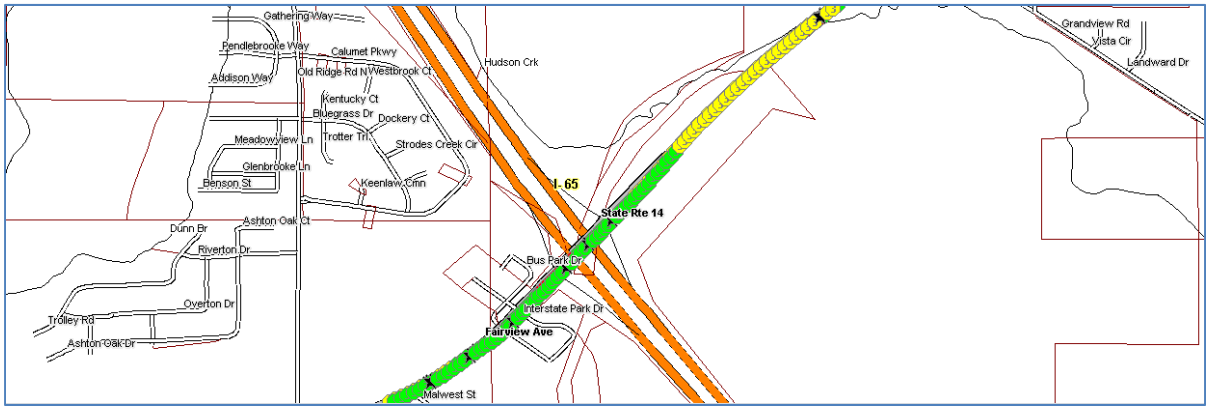 Gathering Way
Grandview Rd
Pendlebrooke Way
Vista Cir
Calumet Pkwy
Hudson Crk
Landward Dr
Old Ridge Rd N
Westbrook Ct
Addison Way
Kentucky Ct
Bluegrass Dr
Dockery Ct
Trotter Trl
Meadowview Ln
Strodes Creek Cir
Glenbrooke Ln
Benson St
Keenlaw Cmn
I- 65
State Rte 14
Ashton Oak Ct
Dunn Br
Riverton Dr
Bus Park Dr
Overton Dr
Interstate Park Dr
Trolley Rd
Fairview Ave
Ashton Oak Dr
Malwest St